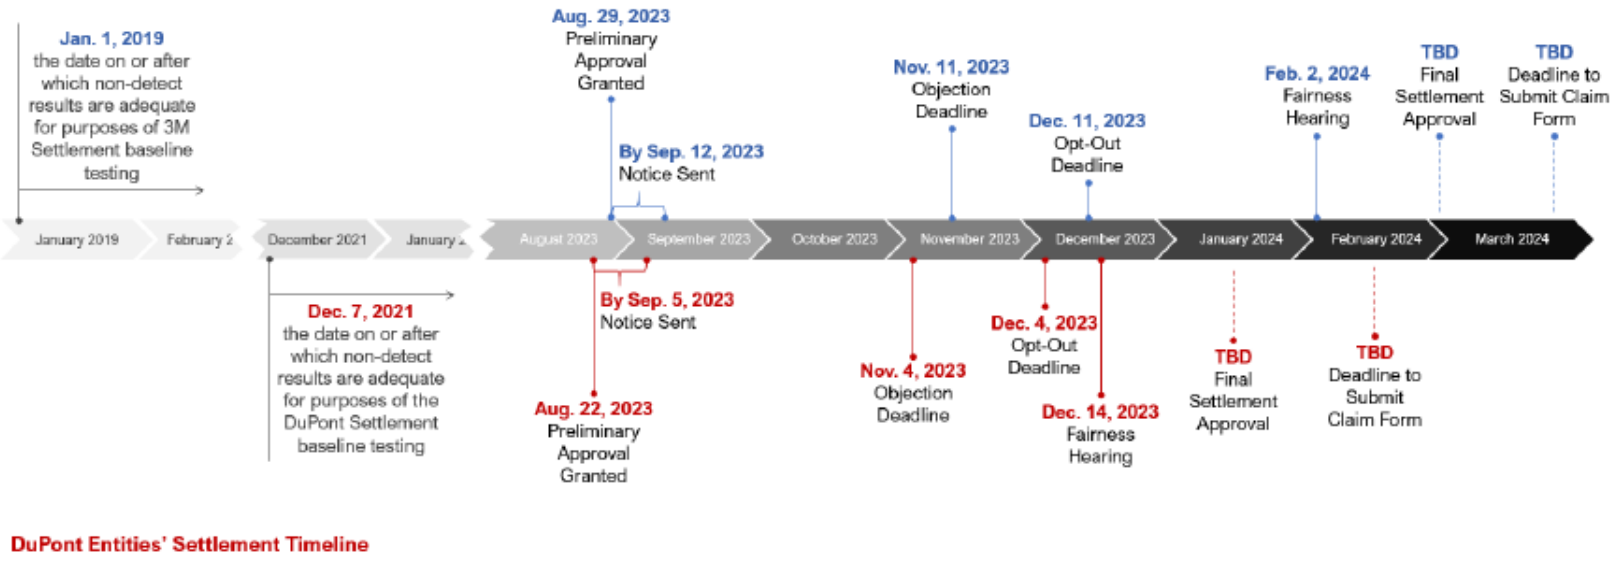 Jan. 1, 2019
the date on or after
which non-detect
results are adequate
for purposes of 3M
Settlement baseline
testing
Aug. 29, 2023
Preliminary
Approval
Granted
By Sep. 12, 2023
Notice Sent
Nov. 11, 2023
Objection
Deadline
Dec. 11, 2023
Opt-Out
Deadline
Feb. 2, 2024
Fairness
Hearing
TBD
Final
Settlement
Approval
TBD
Deadline to
Submit Claim
Form
January 2019
February 2
December 2021
January 2
August 2023
September 2023
October 2023
November 2023
December 2023
January 2024
February 2024
March 2024
Dec. 7, 2021
the date on or after
which non-detect
results are adequate
for purposes of the
DuPont Settlement
baseline testing
By Sep. 5, 2023
Notice Sent
Aug. 22, 2023
Preliminary
Approval
Granted
Nov. 4, 2023
Objection
Deadline
Dec. 4, 2023
Opt-Out
Deadline
Dec. 14, 2023
Fairness
Hearing
TBD
Final
Settlement
Approval
TBD
Deadline to
Submit
Claim Form
DuPont Entities' Settlement Timeline